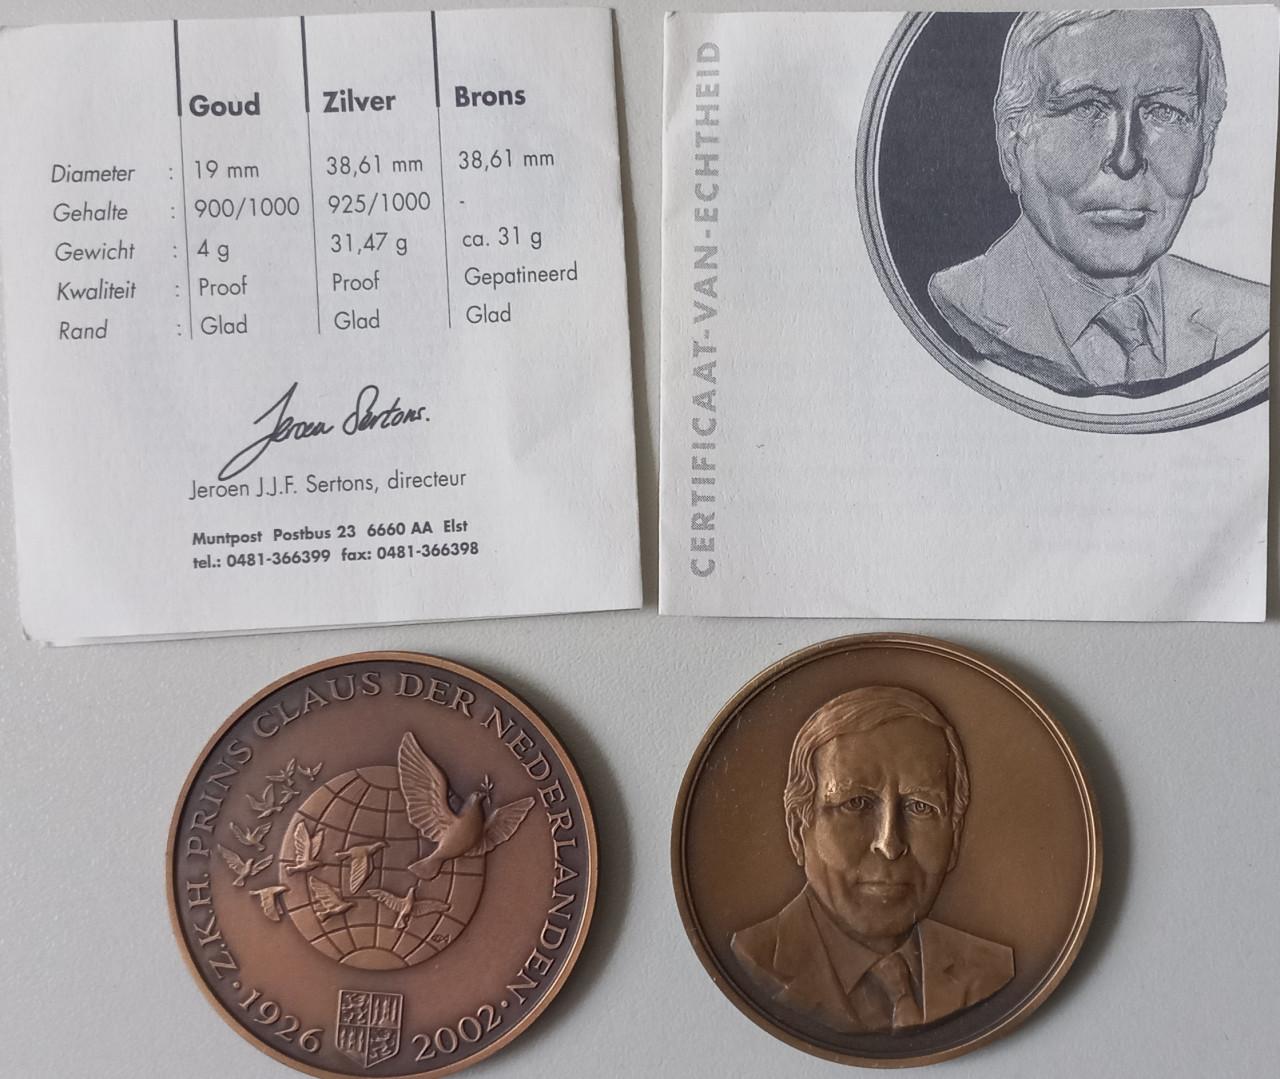 Goud Zilver Brons
Diameter : 19 mm 38,61 mm 38,61 mm
Gehalte : 900/1000 925/1000 -
Gewicht : 4 g 31,47 g ca. 31 g
Kwaliteit : Proof Proof Gepatineerd
Rand : Glad Glad Glad
Jeroen Sertons.
Jeroen J.J.F. Sertons, directeur
Muntpost Postbus 23 6660 AA Elst
tel.: 0481-366399 fax: 0481-366398
CERTIFICAAT-VAN-ECHTHEID
Z.K.H. PRINS CLAUS DER NEDERLANDEN
· 1926 2002 ·